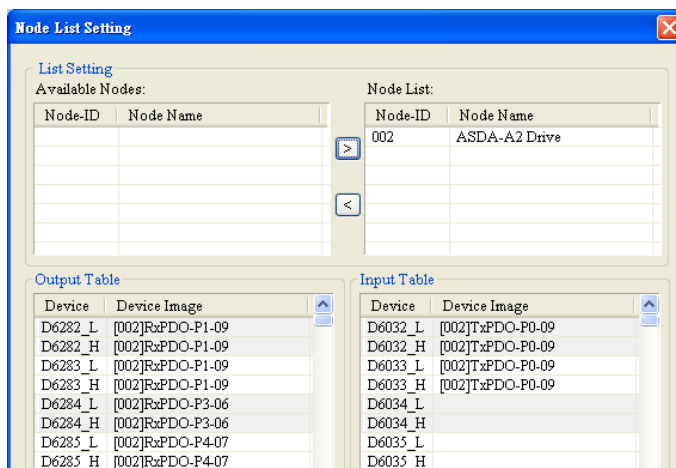 Node List Setting
List Setting
Available Nodes:
Node-ID Node Name
>
<
Node List:
Node-ID Node Name
002 ASDA-A2 Drive
Output Table
Device Device Image
D6282_L [002]RxPDO-P1-09
D6282_H [002]RxPDO-P1-09
D6283_L [002]RxPDO-P1-09
D6283_H [002]RxPDO-P1-09
D6284_L [002]RxPDO-P3-06
D6284_H [002]RxPDO-P3-06
D6285_L [002]RxPDO-P4-07
D6285_H [002]RxPDO-P4-07
Input Table
Device Device Image
D6032_L [002]TxPDO-P0-09
D6032_H [002]TxPDO-P0-09
D6033_L [002]TxPDO-P0-09
D6033_H [002]TxPDO-P0-09
D6034_L
D6034_H
D6035_L
D6035_H